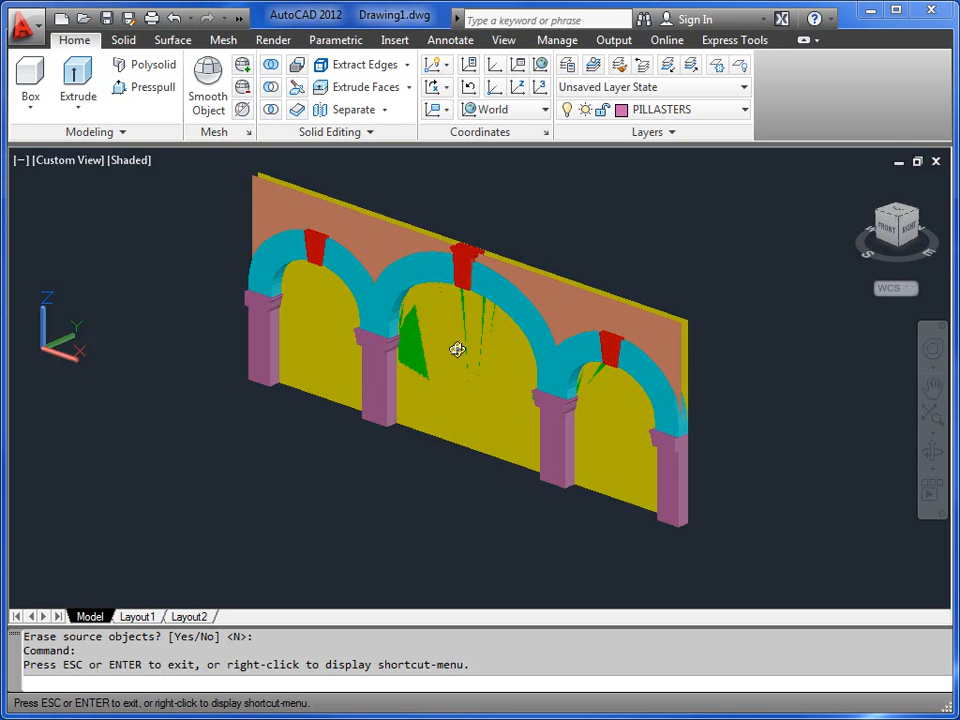 AutoCAD 2012 Drawing1.dwg Type a keyword or phrase Sign In
Home Solid Surface Mesh Render Parametric Insert Annotate View Manage Output Online Express Tools
Box
Extrude
Polysolid
Presspull
Smooth
Object
Extract Edges
Extrude Faces
Separate
World
Unsaved Layer State
PILLASTERS
Modeling Mesh Solid Editing Coordinates Layers
[−] [Custom View] [Shaded]
FRONT RIGHT
S E
WCS
Z
Y
X
Model Layout1 Layout2
Erase source objects? [Yes/No] <N>:
Command:
Press ESC or ENTER to exit, or right-click to display shortcut-menu.
Press ESC or ENTER to exit, or right-click to display shortcut-menu.